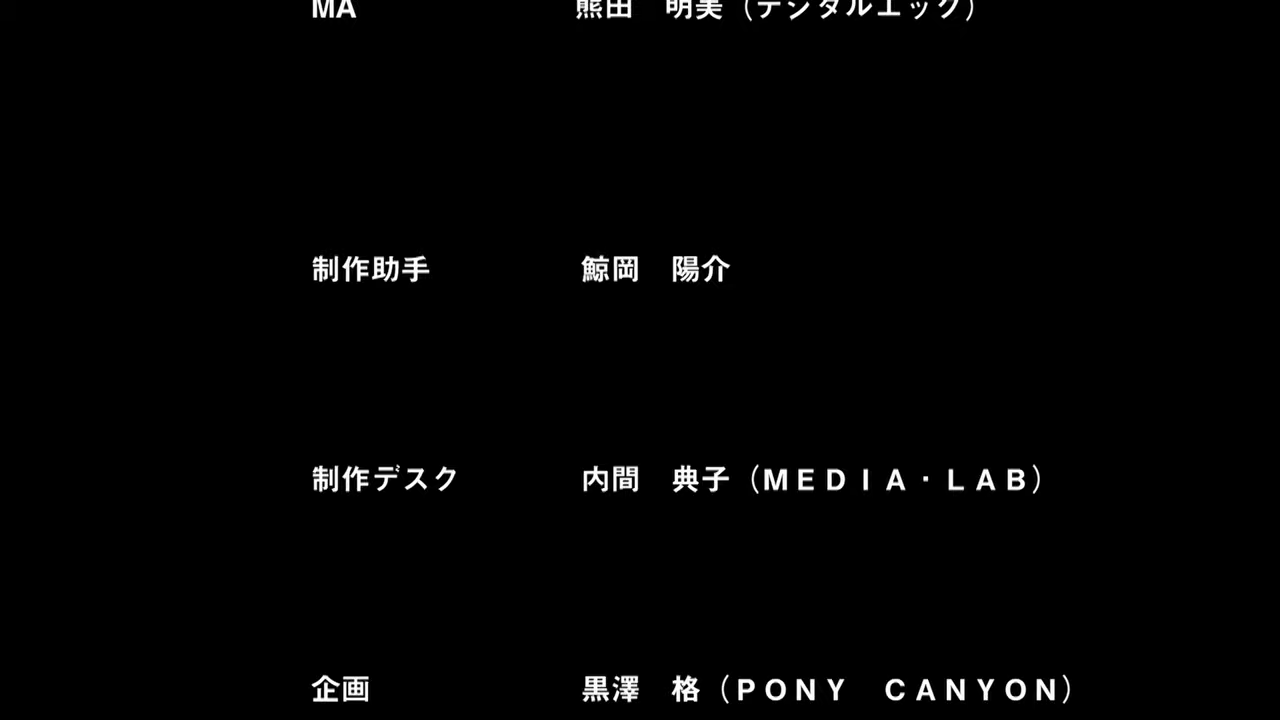 MA　熊田　明実（デジタルエッグ）
制作助手　鯨岡　陽介
制作デスク　内間　典子（ＭＥＤＩＡ・ＬＡＢ）
企画　黒澤　格（ＰＯＮＹ　ＣＡＮＹＯＮ）